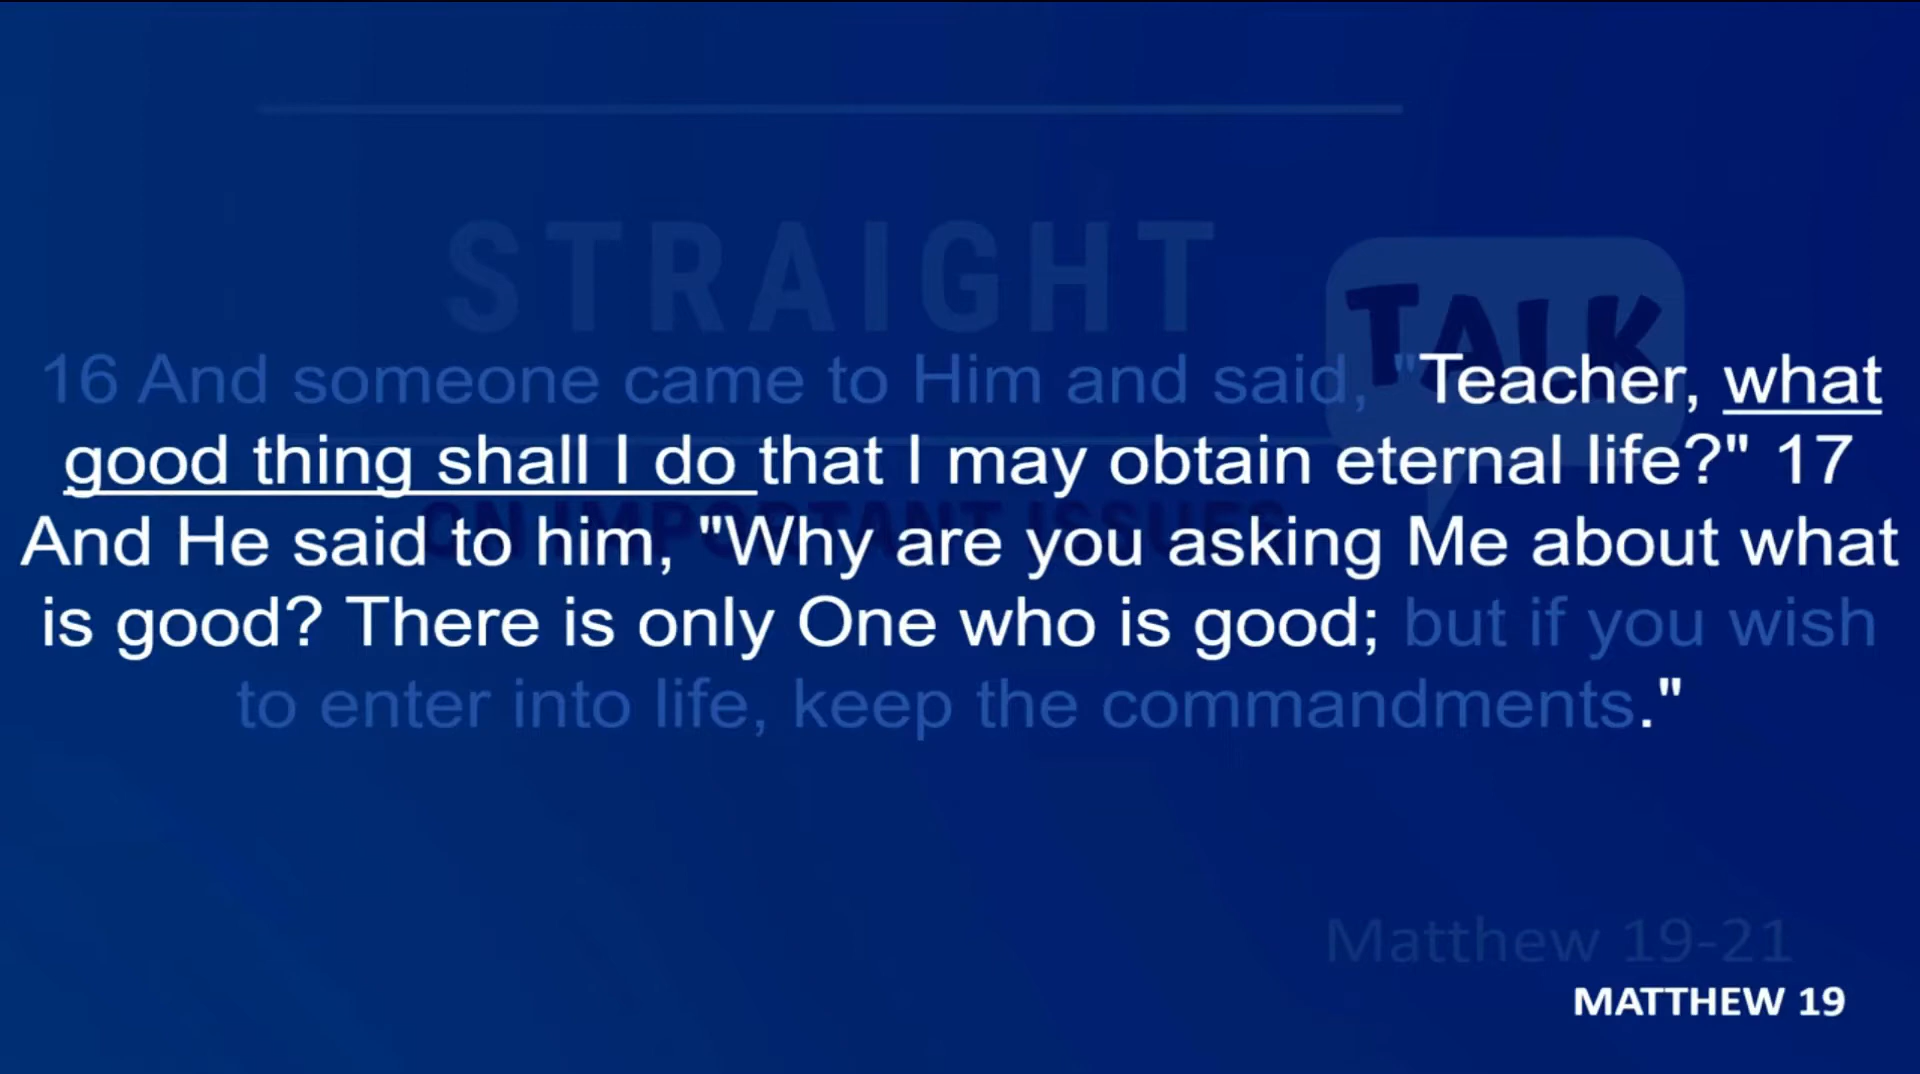 STRAIGHT
TALK
16 And someone came to Him and said, "Teacher, what
good thing shall I do that I may obtain eternal life?" 17
ON IMPORTANT ISSUES
And He said to him, "Why are you asking Me about what
is good? There is only One who is good; but if you wish
to enter into life, keep the commandments."
Matthew 19-21
MATTHEW 19